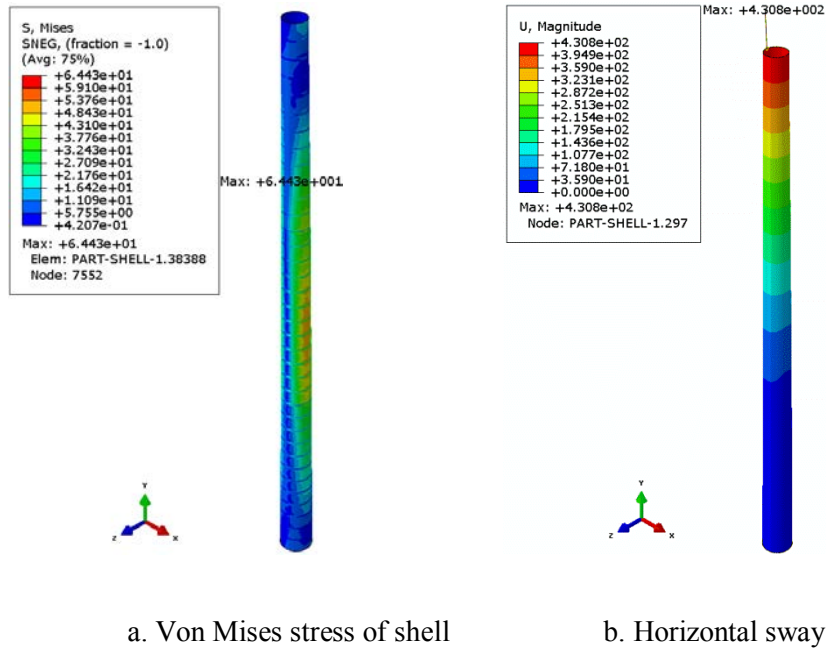 S, Mises
SNEG, (fraction = -1.0)
(Avg: 75%)
+6.443e+01
+5.910e+01
+5.376e+01
+4.843e+01
+4.310e+01
+3.776e+01
+3.243e+01
+2.709e+01
+2.176e+01
+1.642e+01
+1.109e+01
+5.755e+00
+4.207e-01
Max: +6.443e+01
Elem: PART-SHELL-1.38388
Node: 7552
Max: +6.443e+001
Y
Z
X
Max: +4.308e+002
U, Magnitude
+4.308e+02
+3.949e+02
+3.590e+02
+3.231e+02
+2.872e+02
+2.513e+02
+2.154e+02
+1.795e+02
+1.436e+02
+1.077e+02
+7.180e+01
+3.590e+01
+0.000e+00
Max: +4.308e+02
Node: PART-SHELL-1.297
Y
Z
X
a. Von Mises stress of shell
b. Horizontal sway